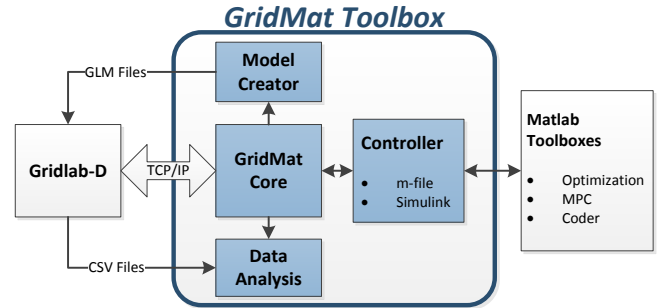 GridMat Toolbox
GLM Files
Model
Creator
Gridlab-D
TCP/IP
GridMat
Core
Controller
• m-file
• Simulink
Matlab
Toolboxes
• Optimization
• MPC
• Coder
CSV Files
Data
Analysis